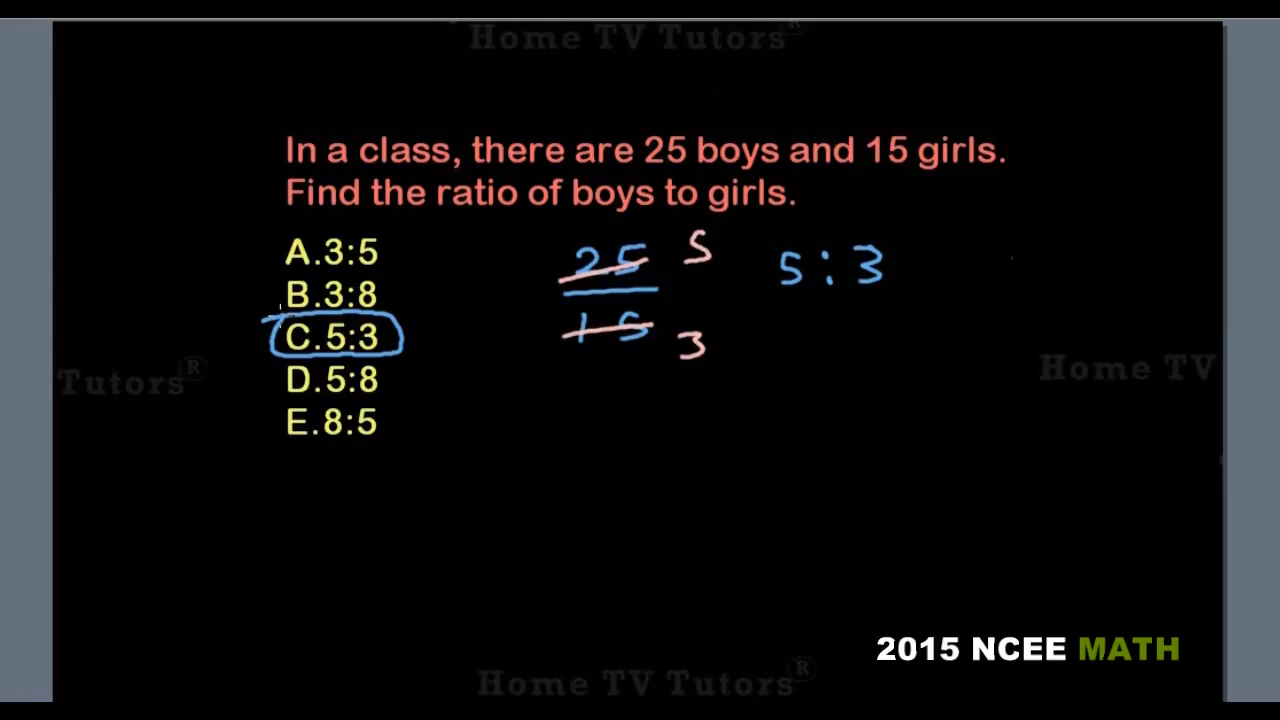 Home TV Tutors®
In a class, there are 25 boys and 15 girls.
Find the ratio of boys to girls.
A.3:5
B.3:8
C.5:3
D.5:8
E.8:5
25 5
15 3
5:3
Tutors®
Home TV
2015 NCEE MATH
Home TV Tutors®